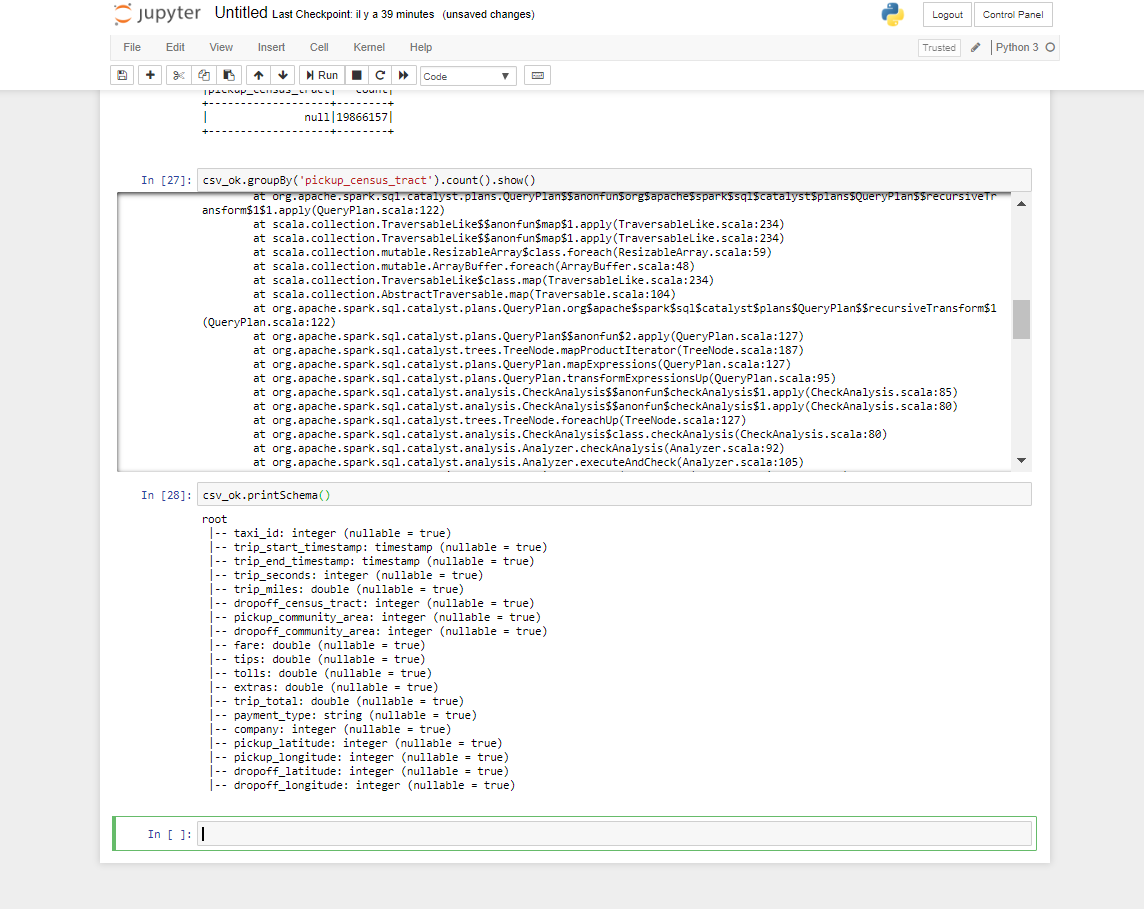 jupyter Untitled Last Checkpoint: il y a 39 minutes (unsaved changes) Logout Control Panel
File Edit View Insert Cell Kernel Help Trusted Python 3
Run Code
|pickup_census_tract| count|
+-------------------+--------+
| null|19866157|
+-------------------+--------+
In [27]: csv_ok.groupBy('pickup_census_tract').count().show()
at org.apache.spark.sql.catalyst.plans.QueryPlan$$anonfun$org$apache$spark$sql$catalyst$plans$QueryPlan$$recursiveTr
ansform$1$1.apply(QueryPlan.scala:122)
at scala.collection.TraversableLike$$anonfun$map$1.apply(TraversableLike.scala:234)
at scala.collection.TraversableLike$$anonfun$map$1.apply(TraversableLike.scala:234)
at scala.collection.mutable.ResizableArray$class.foreach(ResizableArray.scala:59)
at scala.collection.mutable.ArrayBuffer.foreach(ArrayBuffer.scala:48)
at scala.collection.TraversableLike$class.map(TraversableLike.scala:234)
at scala.collection.AbstractTraversable.map(Traversable.scala:104)
at org.apache.spark.sql.catalyst.plans.QueryPlan.org$apache$spark$sql$catalyst$plans$QueryPlan$$recursiveTransform$1
(QueryPlan.scala:122)
at org.apache.spark.sql.catalyst.plans.QueryPlan$$anonfun$2.apply(QueryPlan.scala:127)
at org.apache.spark.sql.catalyst.trees.TreeNode.mapProductIterator(TreeNode.scala:187)
at org.apache.spark.sql.catalyst.plans.QueryPlan.mapExpressions(QueryPlan.scala:127)
at org.apache.spark.sql.catalyst.plans.QueryPlan.transformExpressionsUp(QueryPlan.scala:95)
at org.apache.spark.sql.catalyst.analysis.CheckAnalysis$$anonfun$checkAnalysis$1.apply(CheckAnalysis.scala:85)
at org.apache.spark.sql.catalyst.analysis.CheckAnalysis$$anonfun$checkAnalysis$1.apply(CheckAnalysis.scala:80)
at org.apache.spark.sql.catalyst.trees.TreeNode.foreachUp(TreeNode.scala:127)
at org.apache.spark.sql.catalyst.analysis.CheckAnalysis$class.checkAnalysis(CheckAnalysis.scala:80)
at org.apache.spark.sql.catalyst.analysis.Analyzer.checkAnalysis(Analyzer.scala:92)
at org.apache.spark.sql.catalyst.analysis.Analyzer.executeAndCheck(Analyzer.scala:105)
In [28]: csv_ok.printSchema()
root
|-- taxi_id: integer (nullable = true)
|-- trip_start_timestamp: timestamp (nullable = true)
|-- trip_end_timestamp: timestamp (nullable = true)
|-- trip_seconds: integer (nullable = true)
|-- trip_miles: double (nullable = true)
|-- dropoff_census_tract: integer (nullable = true)
|-- pickup_community_area: integer (nullable = true)
|-- dropoff_community_area: integer (nullable = true)
|-- fare: double (nullable = true)
|-- tips: double (nullable = true)
|-- tolls: double (nullable = true)
|-- extras: double (nullable = true)
|-- trip_total: double (nullable = true)
|-- payment_type: string (nullable = true)
|-- company: integer (nullable = true)
|-- pickup_latitude: integer (nullable = true)
|-- pickup_longitude: integer (nullable = true)
|-- dropoff_latitude: integer (nullable = true)
|-- dropoff_longitude: integer (nullable = true)
In [ ]: